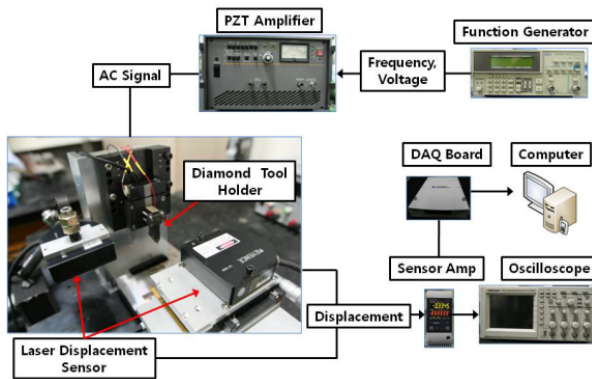 PZT Amplifier
Function Generator
AC Signal
Frequency,
Voltage
Diamond Tool
Holder
DAQ Board
Computer
KEYENCE
Sensor Amp
Oscilloscope
Displacement
Laser Displacement
Sensor